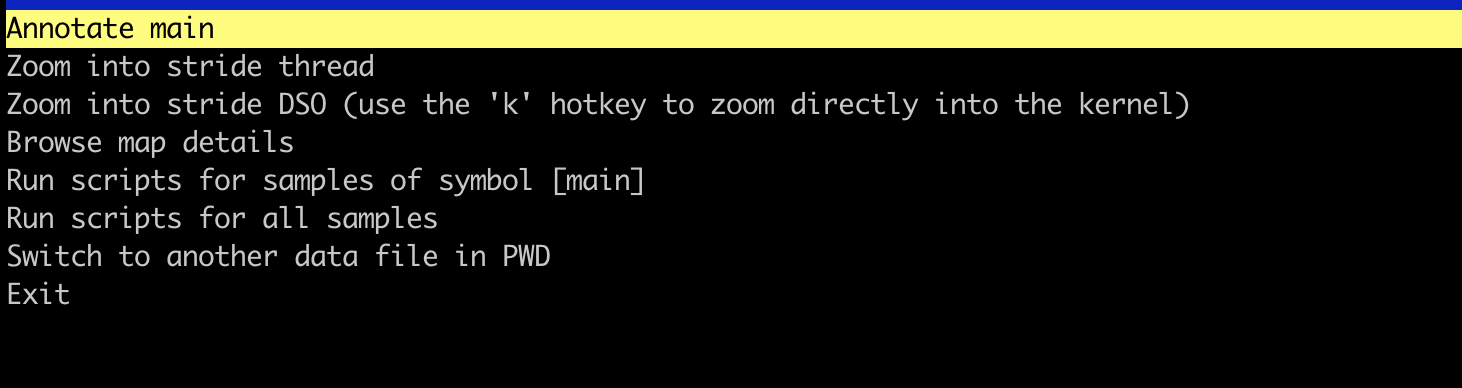 Annotate main
Zoom into stride thread
Zoom into stride DSO (use the 'k' hotkey to zoom directly into the kernel)
Browse map details
Run scripts for samples of symbol [main]
Run scripts for all samples
Switch to another data file in PWD
Exit